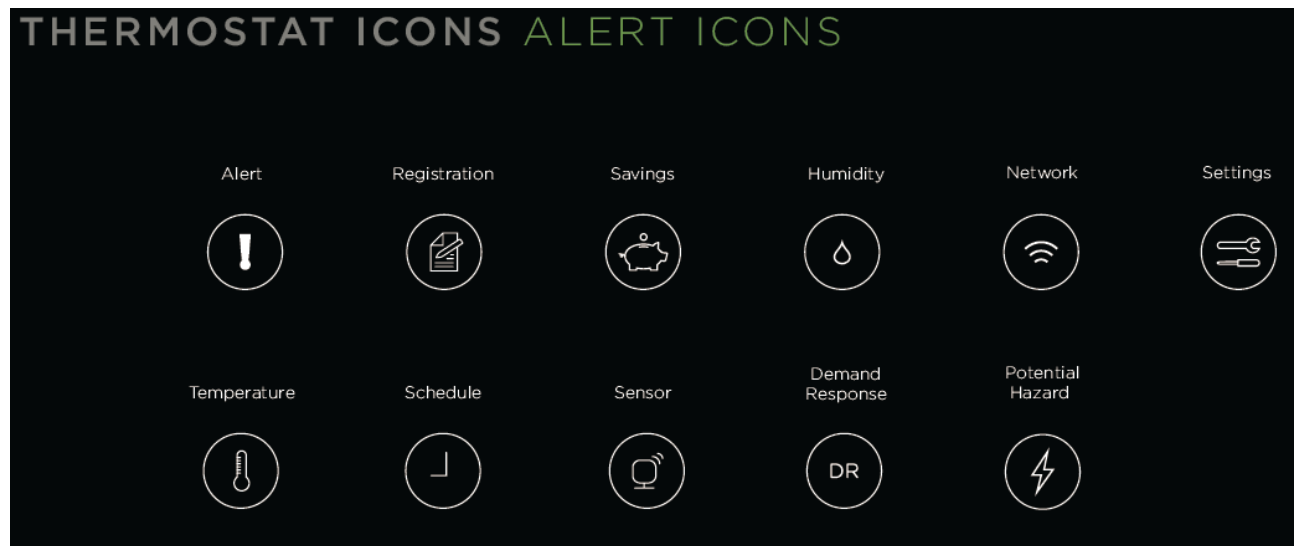 THERMOSTAT ICONS ALERT ICONS
Alert Registration Savings Humidity Network Settings
Temperature Schedule Sensor Demand Response Potential Hazard
DR